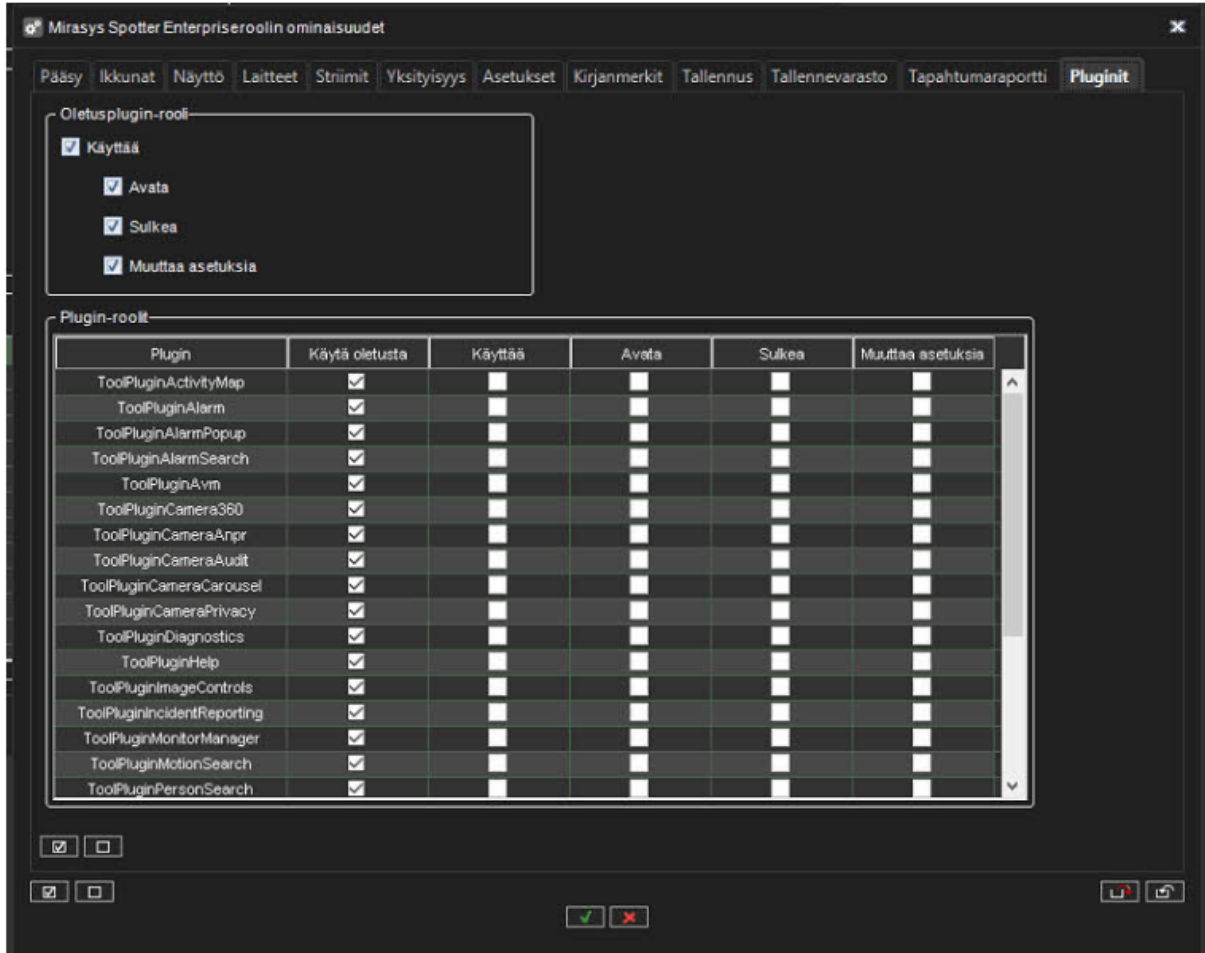 Mirasys Spotter Enterpriseroolin ominaisuudet
Pääsy Ikkunat Näyttö Laitteet Striimit Yksityisyys Asetukset Kirjanmerkit Tallennus Tallennevarasto Tapahtumaraportti Pluginit
Oletusplugin-rooli
Käyttää
Avata
Sulkea
Muuttaa asetuksia
Plugin-roolit
Plugin Käytä oletusta Käyttää Avata Sulkea Muuttaa asetuksia
ToolPluginActivityMap
ToolPluginAlarm
ToolPluginAlarmPopup
ToolPluginAlarmSearch
ToolPluginAvm
ToolPluginCamera360
ToolPluginCameraAnpr
ToolPluginCameraAudit
ToolPluginCameraCarousel
ToolPluginCameraPrivacy
ToolPluginDiagnostics
ToolPluginHelp
ToolPluginImageControls
ToolPluginIncidentReporting
ToolPluginMonitorManager
ToolPluginMotionSearch
ToolPluginPersonSearch